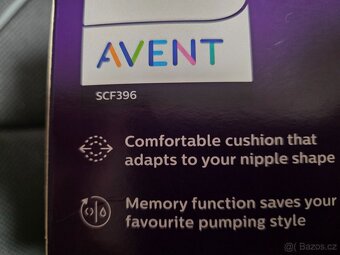 AVENT
SCF396
Comfortable cushion that
adapts to your nipple shape
Memory function saves your
favourite pumping style
Bazos.cz